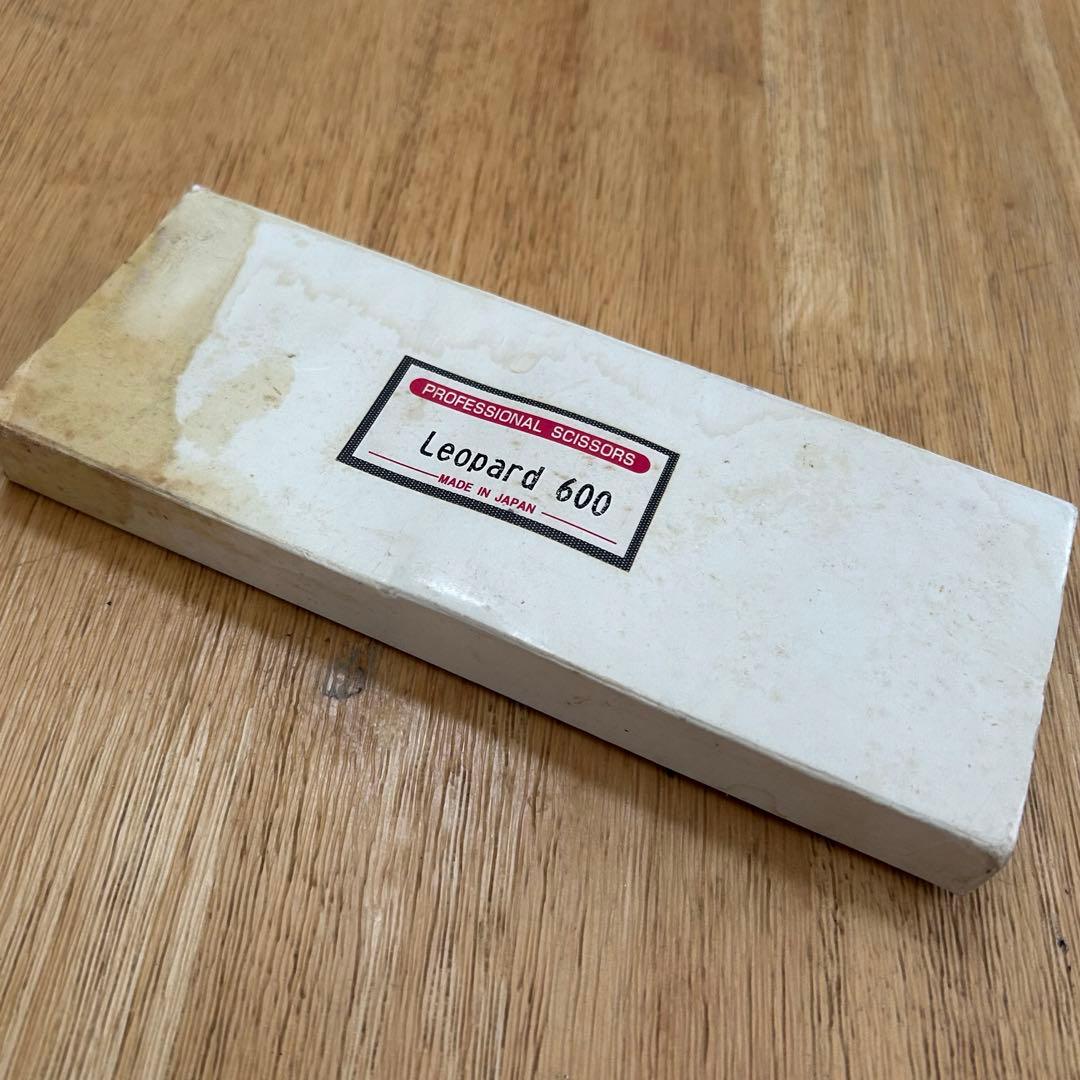 PROFESSIONAL SCISSORS
Leopard 600
MADE IN JAPAN